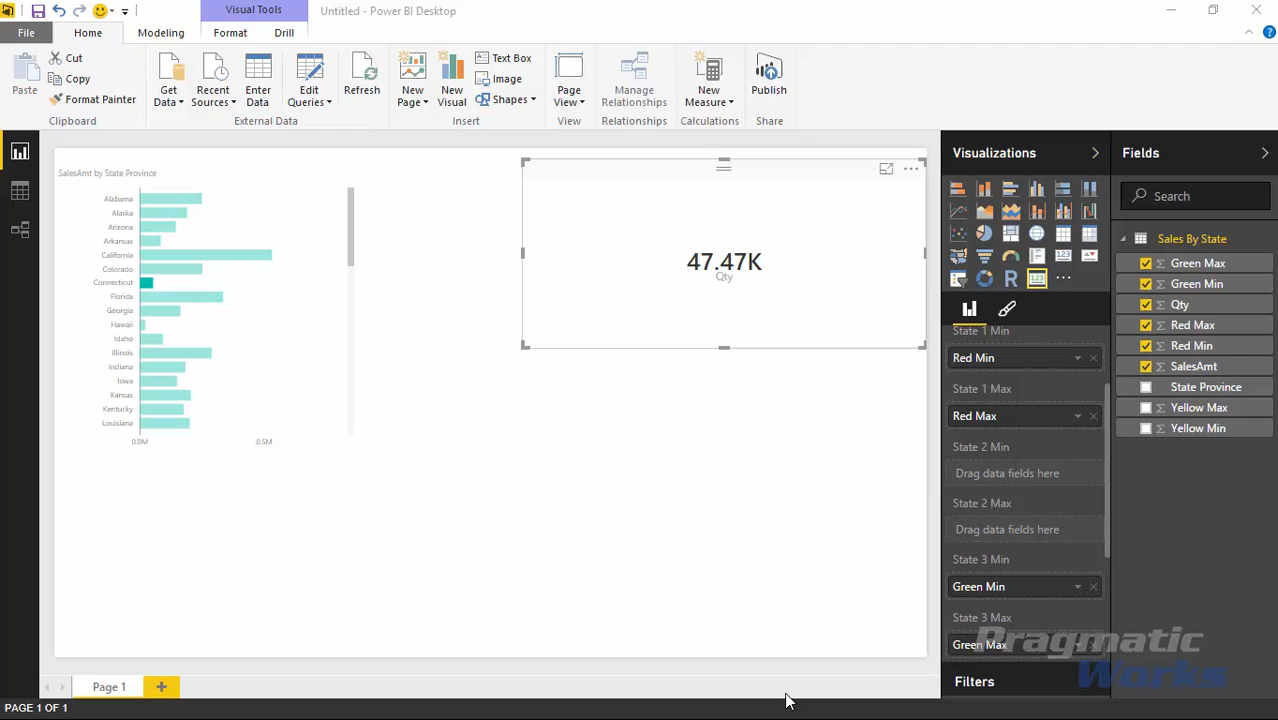 Visual Tools
Untitled - Power BI Desktop
File
Home
Modeling
Format
Drill
Paste
Cut
Copy
Format Painter
Clipboard
Get Data
Recent Sources
Enter Data
Edit Queries
Refresh
External Data
New Page
New Visual
Text Box
Image
Shapes
Insert
Page View
View
Manage Relationships
Relationships
New Measure
Calculations
Publish
Share
SalesAmt by State Province
Alabama
Alaska
Arizona
Arkansas
California
Colorado
Connecticut
Florida
Georgia
Hawaii
Idaho
Illinois
Indiana
Iowa
Kansas
Kentucky
Louisiana
0.0M
0.5M
47.47K
Qty
Visualizations
R
State 1 Min
Red Min
State 1 Max
Red Max
State 2 Min
Drag data fields here
State 2 Max
Drag data fields here
State 3 Min
Green Min
State 3 Max
Green Max
Filters
Fields
Search
Sales By State
Green Max
Green Min
Qty
Red Max
Red Min
SalesAmt
State Province
Yellow Max
Yellow Min
Pragmatic
Works
Page 1
PAGE 1 OF 1